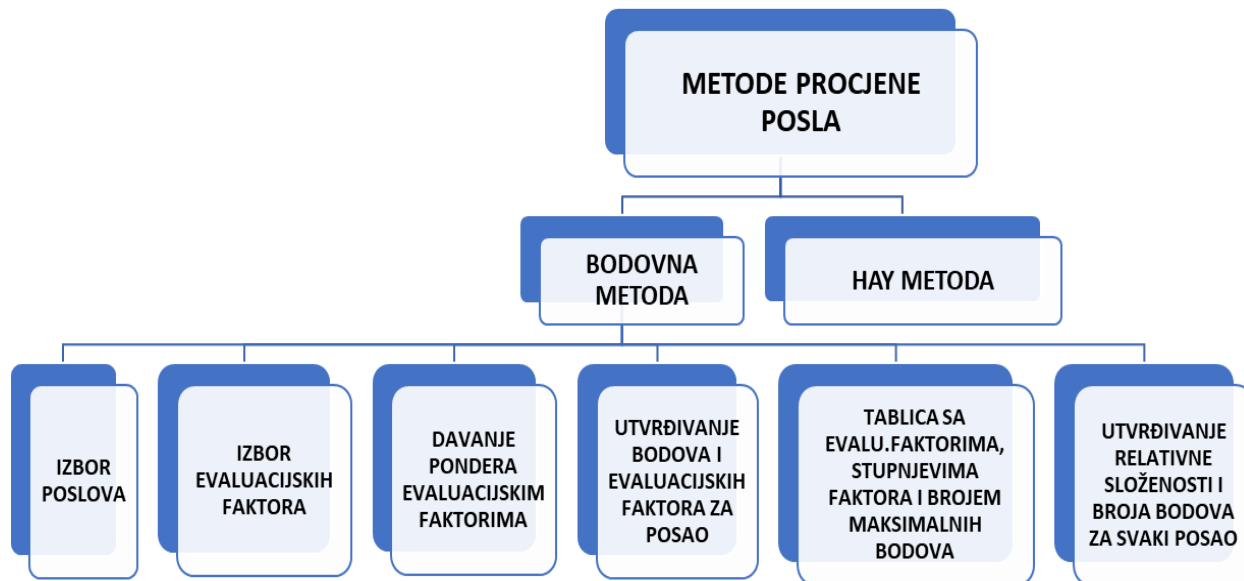 METODE PROCJENE
POSLA
BODOVNA
METODA
HAY METODA
IZBOR
POSLOVA
IZBOR
EVALUACIJSKIH
FAKTORA
DAVANJE
PONDERA
EVALUACIJSKIM
FAKTORIMA
UTVRĐIVANJE
BODOVA I
EVALUACIJSKIH
FAKTORA ZA
POSAO
TABLICA SA
EVALU.FAKTORIMA,
STUPNJEVIMA
FAKTORA I BROJEM
MAKSIMALNIH
BODOVA
UTVRĐIVANJE
RELATIVNE
SLOŽENOSTI I
BROJA BODOVA
ZA SVAKI POSAO